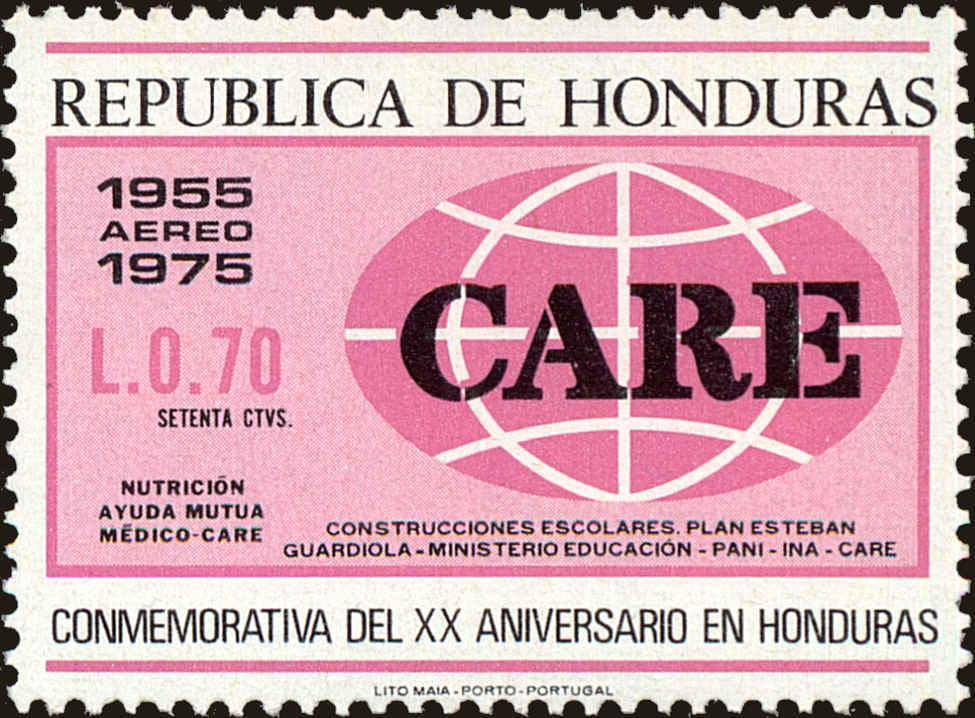 REPUBLICA DE HONDURAS
1955
AEREO
1975
L.0.70
SETENTA CTVS.
CARE
NUTRICIÓN
AYUDA MUTUA
MÉDICO-CARE
CONSTRUCCIONES ESCOLARES. PLAN ESTEBAN
GUARDIOLA - MINISTERIO EDUCACIÓN - PANI - INA - CARE
CONMEMORATIVA DEL XX ANIVERSARIO EN HONDURAS
LITO MAIA - PORTO - PORTUGAL